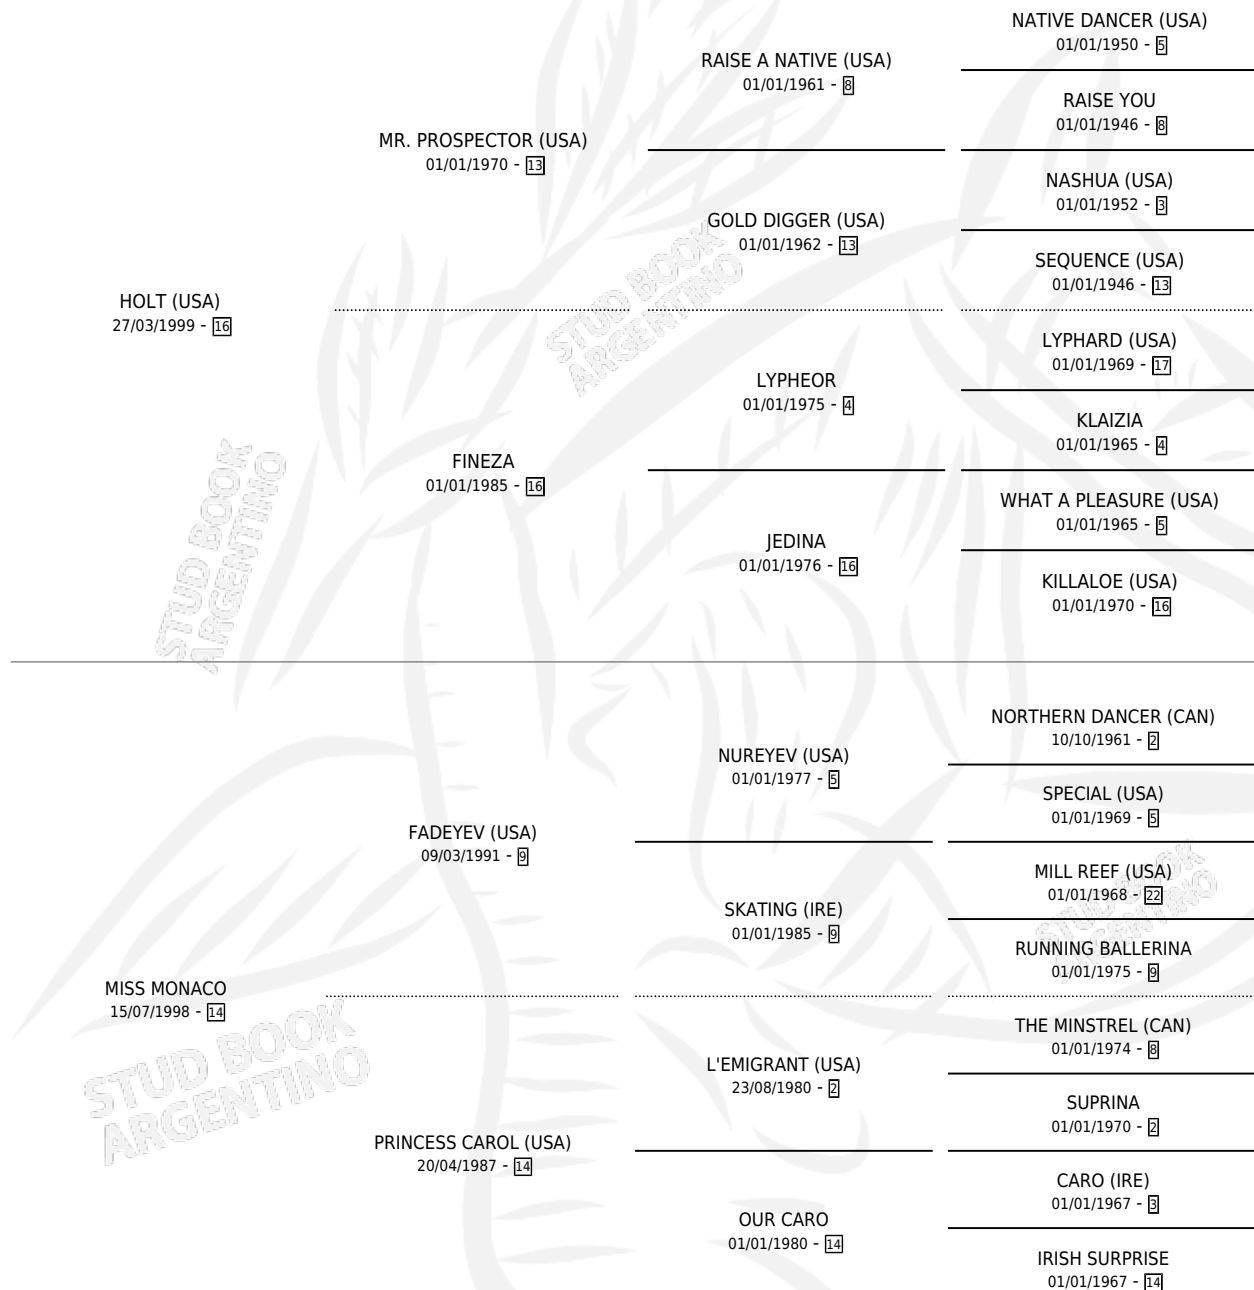 HOLT (USA)
27/03/1999 - 16
MR. PROSPECTOR (USA)
01/01/1970 - 13
RAISE A NATIVE (USA)
01/01/1961 - 8
NATIVE DANCER (USA)
01/01/1950 - 5
RAISE YOU
01/01/1946 - 8
GOLD DIGGER (USA)
01/01/1962 - 13
NASHUA (USA)
01/01/1952 - 3
SEQUENCE (USA)
01/01/1946 - 13
FINEZA
01/01/1985 - 16
LYPHEOR
01/01/1975 - 4
LYPHARD (USA)
01/01/1969 - 17
KLAIZIA
01/01/1965 - 4
JEDINA
01/01/1976 - 16
WHAT A PLEASURE (USA)
01/01/1965 - 5
KILLALOE (USA)
01/01/1970 - 16
MISS MONACO
15/07/1998 - 14
FADEYEV (USA)
09/03/1991 - 9
NUREYEV (USA)
01/01/1977 - 5
NORTHERN DANCER (CAN)
10/10/1961 - 2
SPECIAL (USA)
01/01/1969 - 5
SKATING (IRE)
01/01/1985 - 9
MILL REEF (USA)
01/01/1968 - 22
RUNNING BALLERINA
01/01/1975 - 9
PRINCESS CAROL (USA)
20/04/1987 - 14
L'EMIGRANT (USA)
23/08/1980 - 2
THE MINSTREL (CAN)
01/01/1974 - 8
SUPRINA
01/01/1970 - 2
OUR CARO
01/01/1980 - 14
CARO (IRE)
01/01/1967 - 3
IRISH SURPRISE
01/01/1967 - 14
STUD BOOK
ARGENTINO
STUD BOOK
ARGENTINO
STUD BOOK
ARGENTINO
STUD BOOK
ARGENTINO